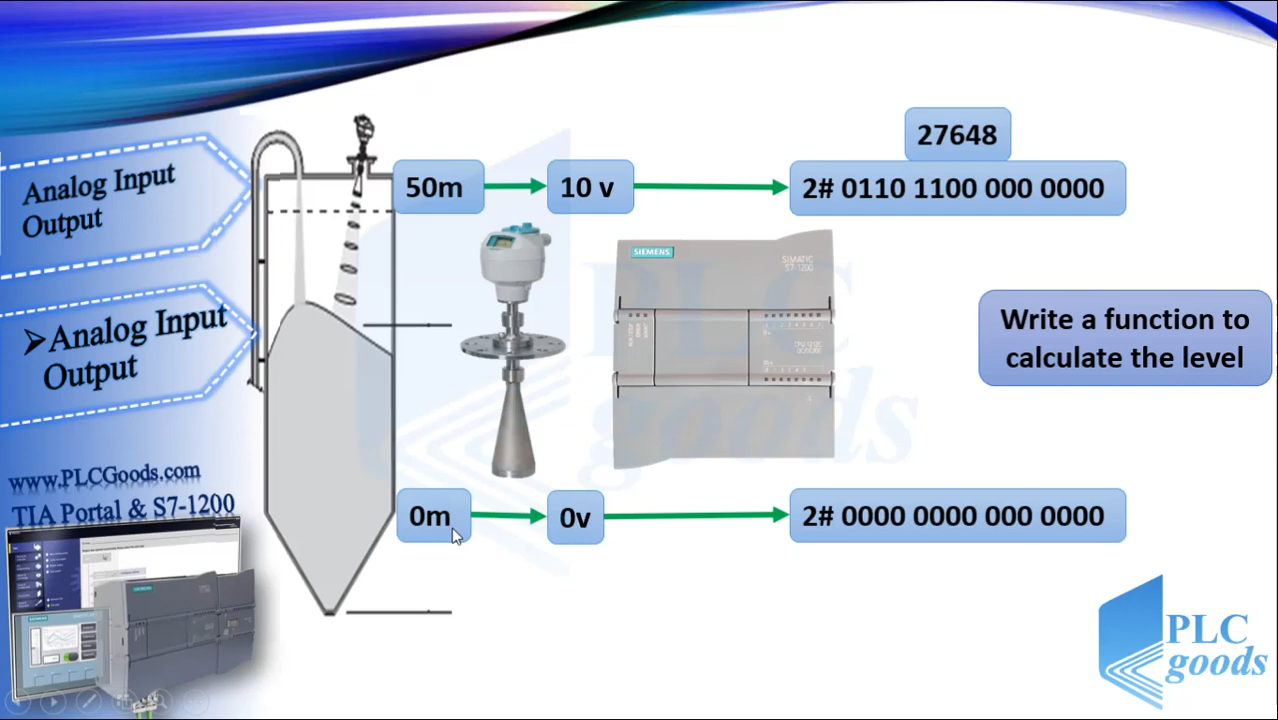 Analog Input
Output
➢Analog Input
Output
www.PLCGoods.com
TIA Portal & S7-1200
27648
50m
10 v
2# 0110 1100 000 0000
SIEMENS
SIMATIC
S7-1200
Write a function to
calculate the level
0m
0v
2# 0000 0000 000 0000
PLC
goods
PLC
goods